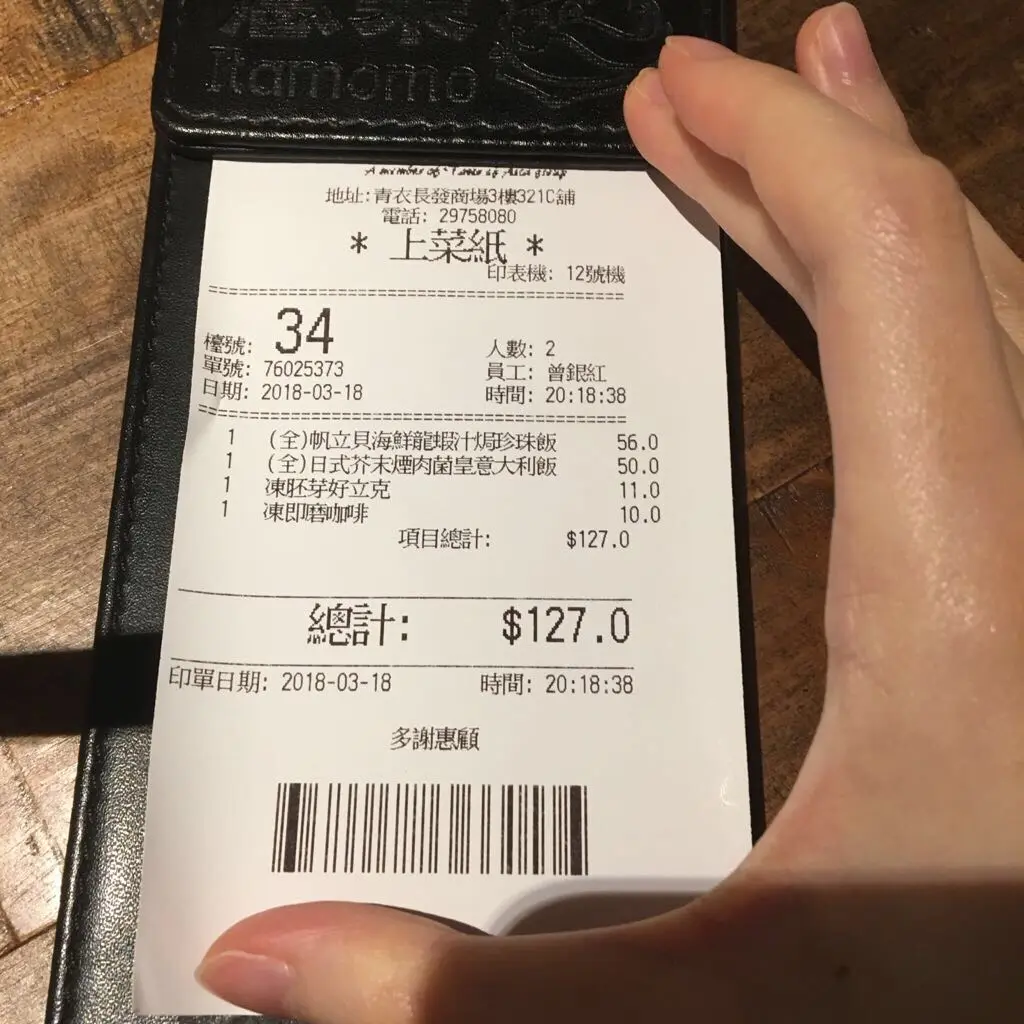 Itamomo
A member of Taste of Asia group
地址:青衣長發商場3樓321C舖
電話: 29758080
* 上菜紙 *
印表機: 12號機
檯號: 34
人數: 2
單號: 76025373
員工: 曾銀紅
日期: 2018-03-18
時間: 20:18:38
1 (全)帆立貝海鮮龍蝦汁焗珍珠飯 56.0
1 (全)日式芥末煙肉菌皇意大利飯 50.0
1 凍胚芽好立克 11.0
1 凍即磨咖啡 10.0
項目總計: $127.0
總計: $127.0
印單日期: 2018-03-18 時間: 20:18:38
多謝惠顧